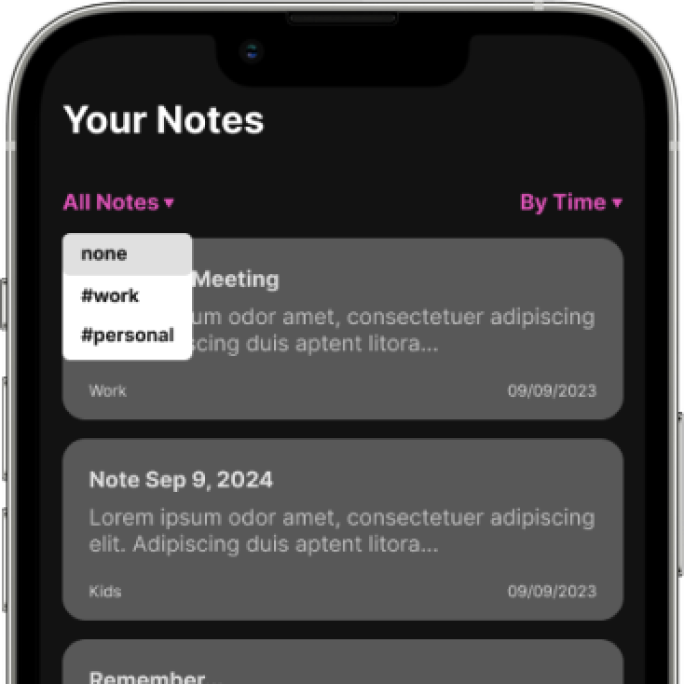 Your Notes
All Notes ▾
By Time ▾
none
#work
#personal
Meeting
um odor amet, consectetuer adipiscing
scing duis aptent litora...
Work
09/09/2023
Note Sep 9, 2024
Lorem ipsum odor amet, consectetuer adipiscing
elit. Adipiscing duis aptent litora...
Kids
09/09/2023
Remember...